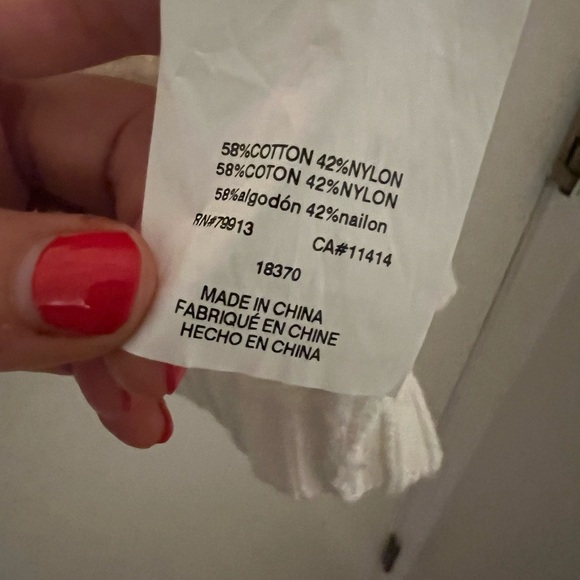 58%COTTON 42%NYLON
58%COTON 42%NYLON
58%algodón 42%nailon
RN#79913 CA#11414
18370
MADE IN CHINA
FABRIQUÉ EN CHINE
HECHO EN CHINA